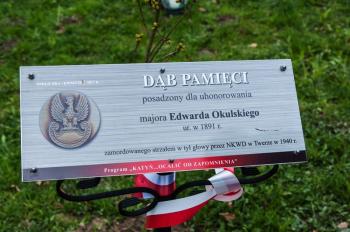 DĄB PAMIĘCI
posadzony dla uhonorowania
majora Edwarda Okulskiego
ur. w 1891 r.
zamordowanego strzałem w tył głowy przez NKWD w Twerze w 1940 r.
Program „KATYŃ...OCALIĆ OD ZAPOMNIENIA"